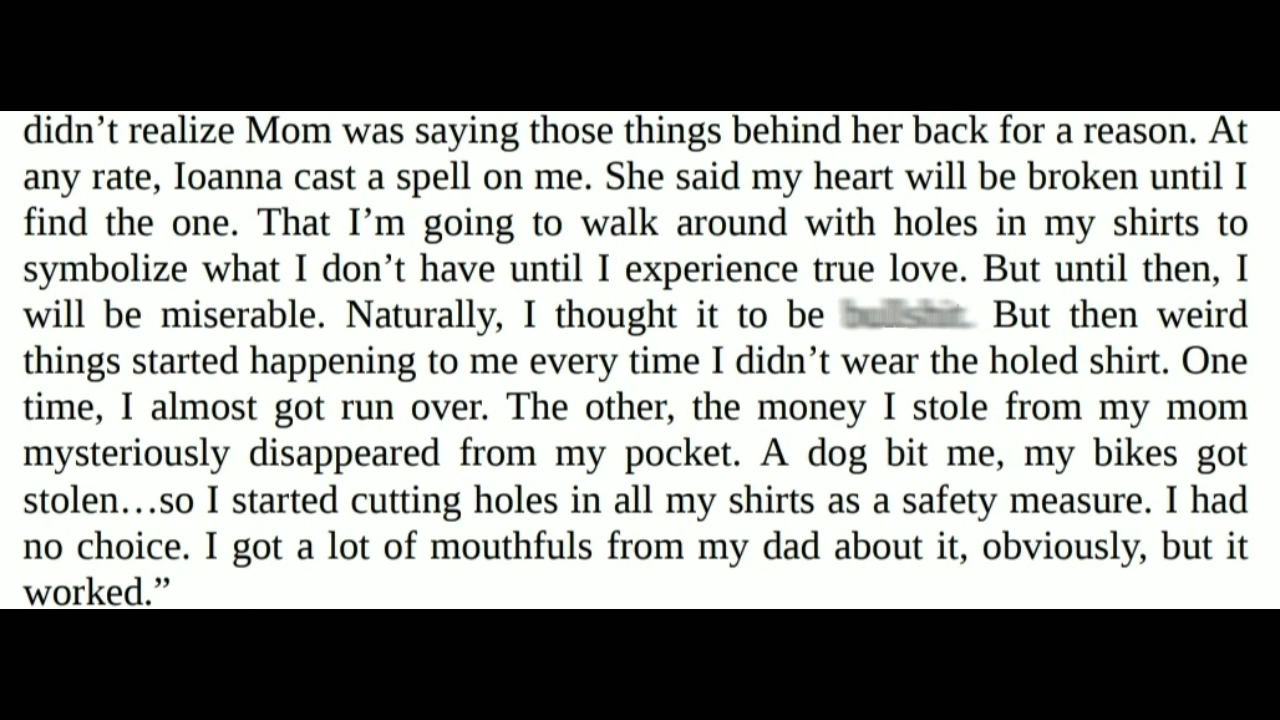 didn’t realize Mom was saying those things behind her back for a reason. At
any rate, Ioanna cast a spell on me. She said my heart will be broken until I
find the one. That I’m going to walk around with holes in my shirts to
symbolize what I don’t have until I experience true love. But until then, I
will be miserable. Naturally, I thought it to be But then weird
things started happening to me every time I didn’t wear the holed shirt. One
time, I almost got run over. The other, the money I stole from my mom
mysteriously disappeared from my pocket. A dog bit me, my bikes got
stolen…so I started cutting holes in all my shirts as a safety measure. I had
no choice. I got a lot of mouthfuls from my dad about it, obviously, but it
worked.”